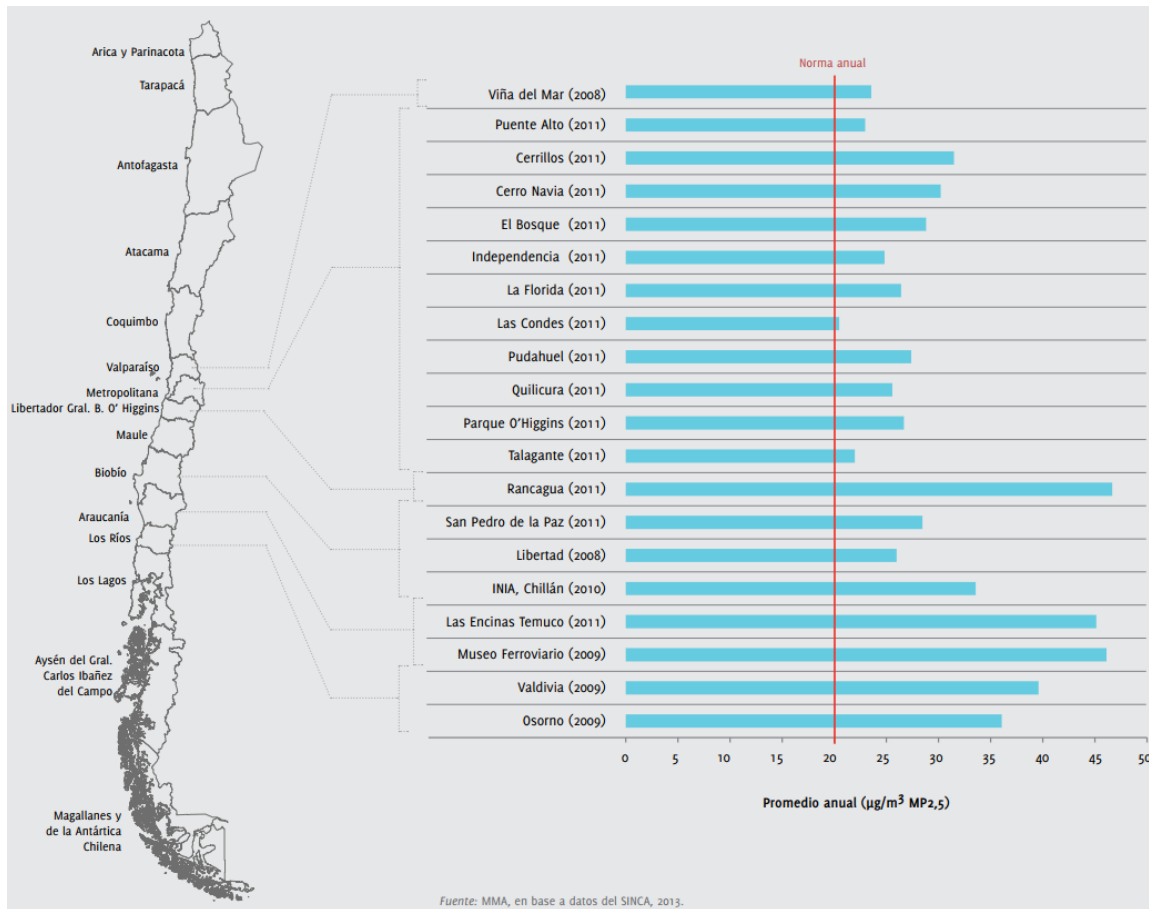 Arica y Parinacota
Tarapacá
Antofagasta
Atacama
Coquimbo
Valparaíso
Metropolitana
Libertador Gral. B. O' Higgins
Maule
Biobío
Araucanía
Los Ríos
Los Lagos
Aysén del Gral.
Carlos Ibañez
del Campo
Magallanes y
de la Antártica
Chilena
Norma anual
Viña del Mar (2008)
Puente Alto (2011)
Cerrillos (2011)
Cerro Navia (2011)
El Bosque (2011)
Independencia (2011)
La Florida (2011)
Las Condes (2011)
Pudahuel (2011)
Quilicura (2011)
Parque O'Higgins (2011)
Talagante (2011)
Rancagua (2011)
San Pedro de la Paz (2011)
Libertad (2008)
INIA, Chillán (2010)
Las Encinas Temuco (2011)
Museo Ferroviario (2009)
Valdivia (2009)
Osorno (2009)
0 5 10 15 20 25 30 35 40 45 50
Promedio anual (µg/m³ MP2,5)
Fuente: MMA, en base a datos del SINCA, 2013.